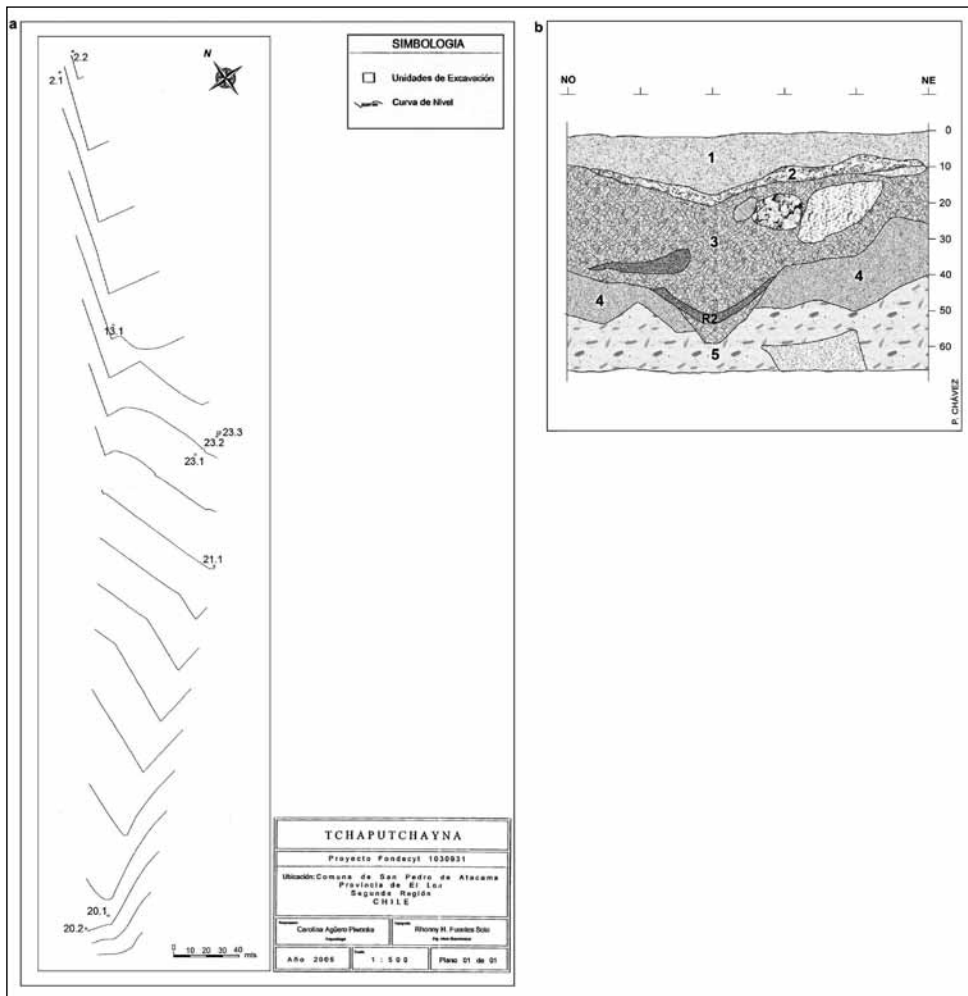 a
N
2.2
2.1
13.1
23.3
23.2
23.1
21.1
20.1
20.2
0 10 20 30 40
mts
SIMBOLOGIA
Unidades de Excavación
Curva de Nivel
TCHAPUTCHAYNA
Proyecto Fondecyt 1030931
Ubicación: Comuna de San Pedro de Atacama
Provincia de El Loa
Segunda Región
CHILE
Carolina Agüero Piwonka
Rhonny H. Fuentes Soto
Año 2005
1 : 500
Plano 01 de 01
b
NO
NE
0
10
20
30
40
50
60
1
2
3
4
4
R2
5
P. CHÁVEZ